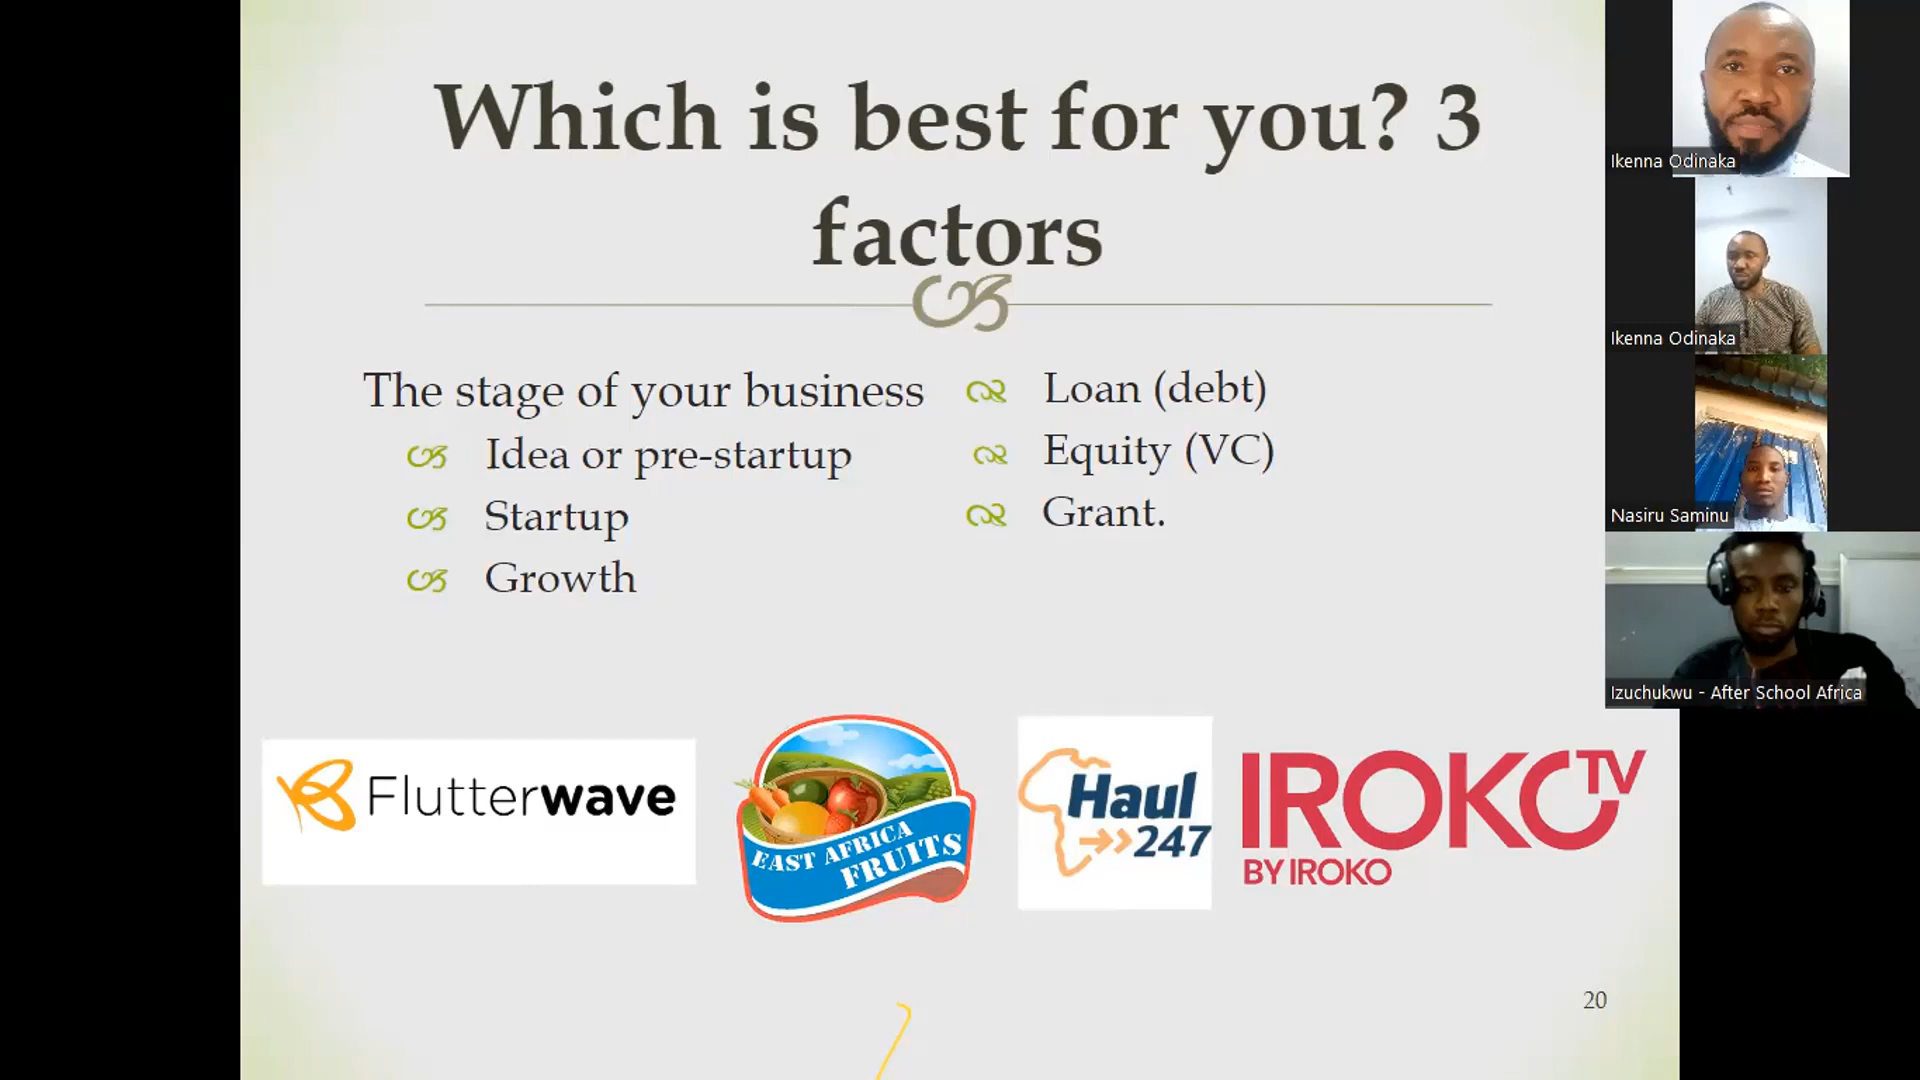 Which is best for you? 3
factors
The stage of your business
Idea or pre-startup
Startup
Growth
Loan (debt)
Equity (VC)
Grant.
Flutterwave
EAST AFRICA
FRUITS
Haul
247
IROKOTV
BY IROKO
20
Ikenna Odinaka
Ikenna Odinaka
Nasiru Saminu
Izuchukwu - After School Africa